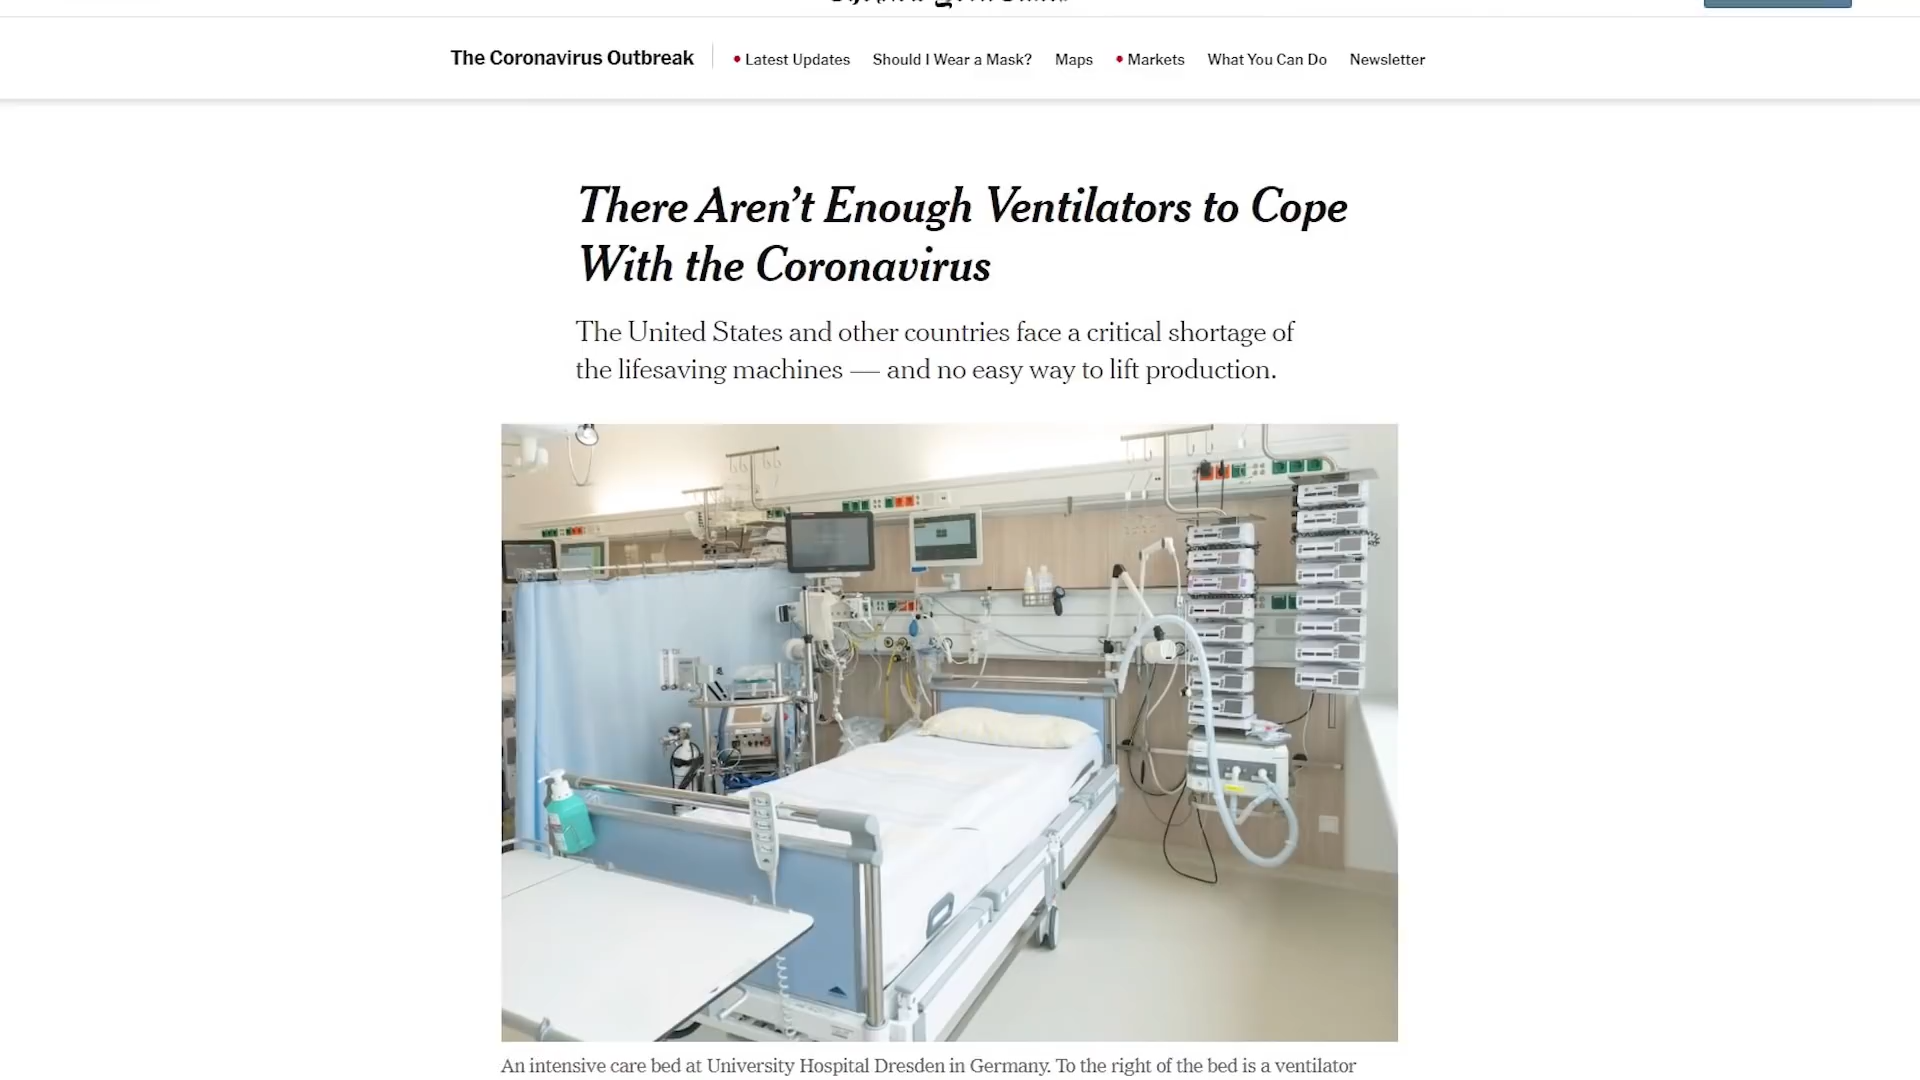 The Coronavirus Outbreak
Latest Updates
Should I Wear a Mask?
Maps
Markets
What You Can Do
Newsletter
There Aren’t Enough Ventilators to Cope
With the Coronavirus
The United States and other countries face a critical shortage of
the lifesaving machines — and no easy way to lift production.
An intensive care bed at University Hospital Dresden in Germany. To the right of the bed is a ventilator